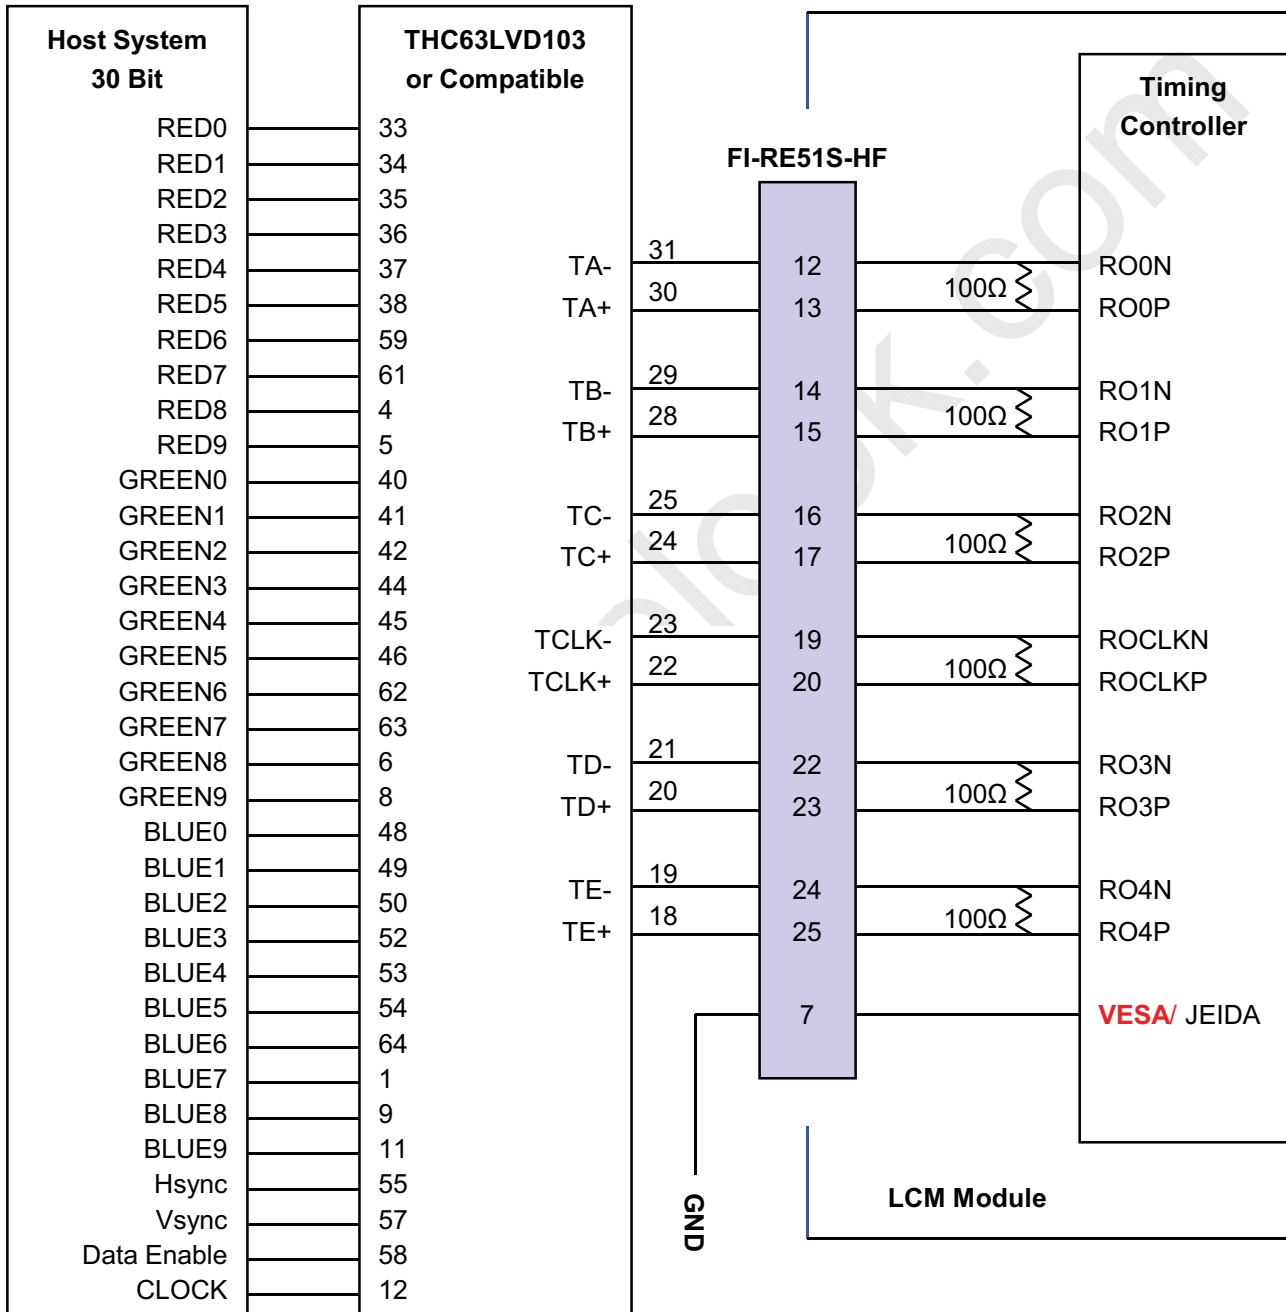 Host System
30 Bit
RED0
RED1
RED2
RED3
RED4
RED5
RED6
RED7
RED8
RED9
GREEN0
GREEN1
GREEN2
GREEN3
GREEN4
GREEN5
GREEN6
GREEN7
GREEN8
GREEN9
BLUE0
BLUE1
BLUE2
BLUE3
BLUE4
BLUE5
BLUE6
BLUE7
BLUE8
BLUE9
Hsync
Vsync
Data Enable
CLOCK
THC63LVD103
or Compatible
33
34
35
36
37
38
59
61
4
5
40
41
42
44
45
46
62
63
6
8
48
49
50
52
53
54
64
1
9
11
55
57
58
12
TA-
TA+
TB-
TB+
TC-
TC+
TCLK-
TCLK+
TD-
TD+
TE-
TE+
31
30
29
28
25
24
23
22
21
20
19
18
FI-RE51S-HF
12
13
14
15
16
17
19
20
22
23
24
25
7
GND
100Ω
100Ω
100Ω
100Ω
100Ω
100Ω
Timing
Controller
RO0N
RO0P
RO1N
RO1P
RO2N
RO2P
ROCLKN
ROCLKP
RO3N
RO3P
RO4N
RO4P
VESA/ JEIDA
LCM Module